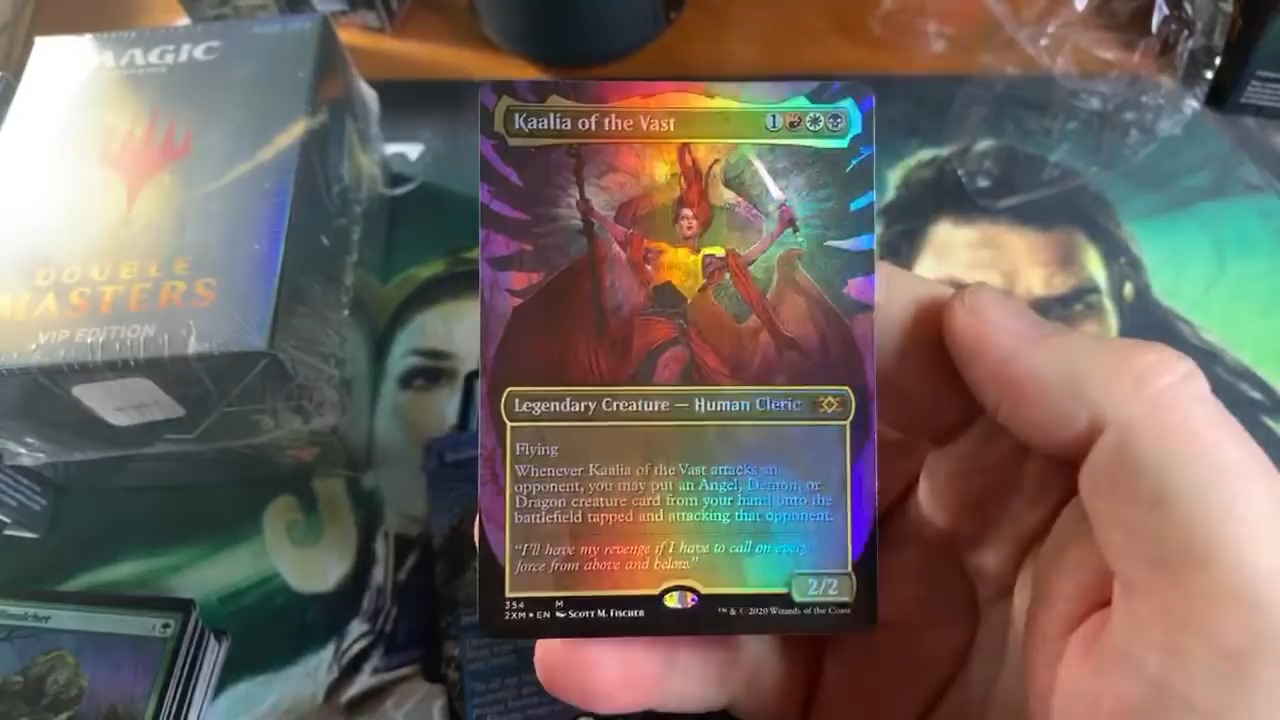 MAGIC
DOUBLE
MASTERS
VIP EDITION
Kaalia of the Vast 1
Legendary Creature — Human Cleric
Flying
Whenever Kaalia of the Vast attacks an
opponent, you may put an Angel, Demon, or
Dragon creature card from your hand onto the
battlefield tapped and attacking that opponent.
"I'll have my revenge if I have to call on every
force from above and below."
2/2
354 M
2XM ★ EN Scott M. Fischer
™ & © 2020 Wizards of the Coast